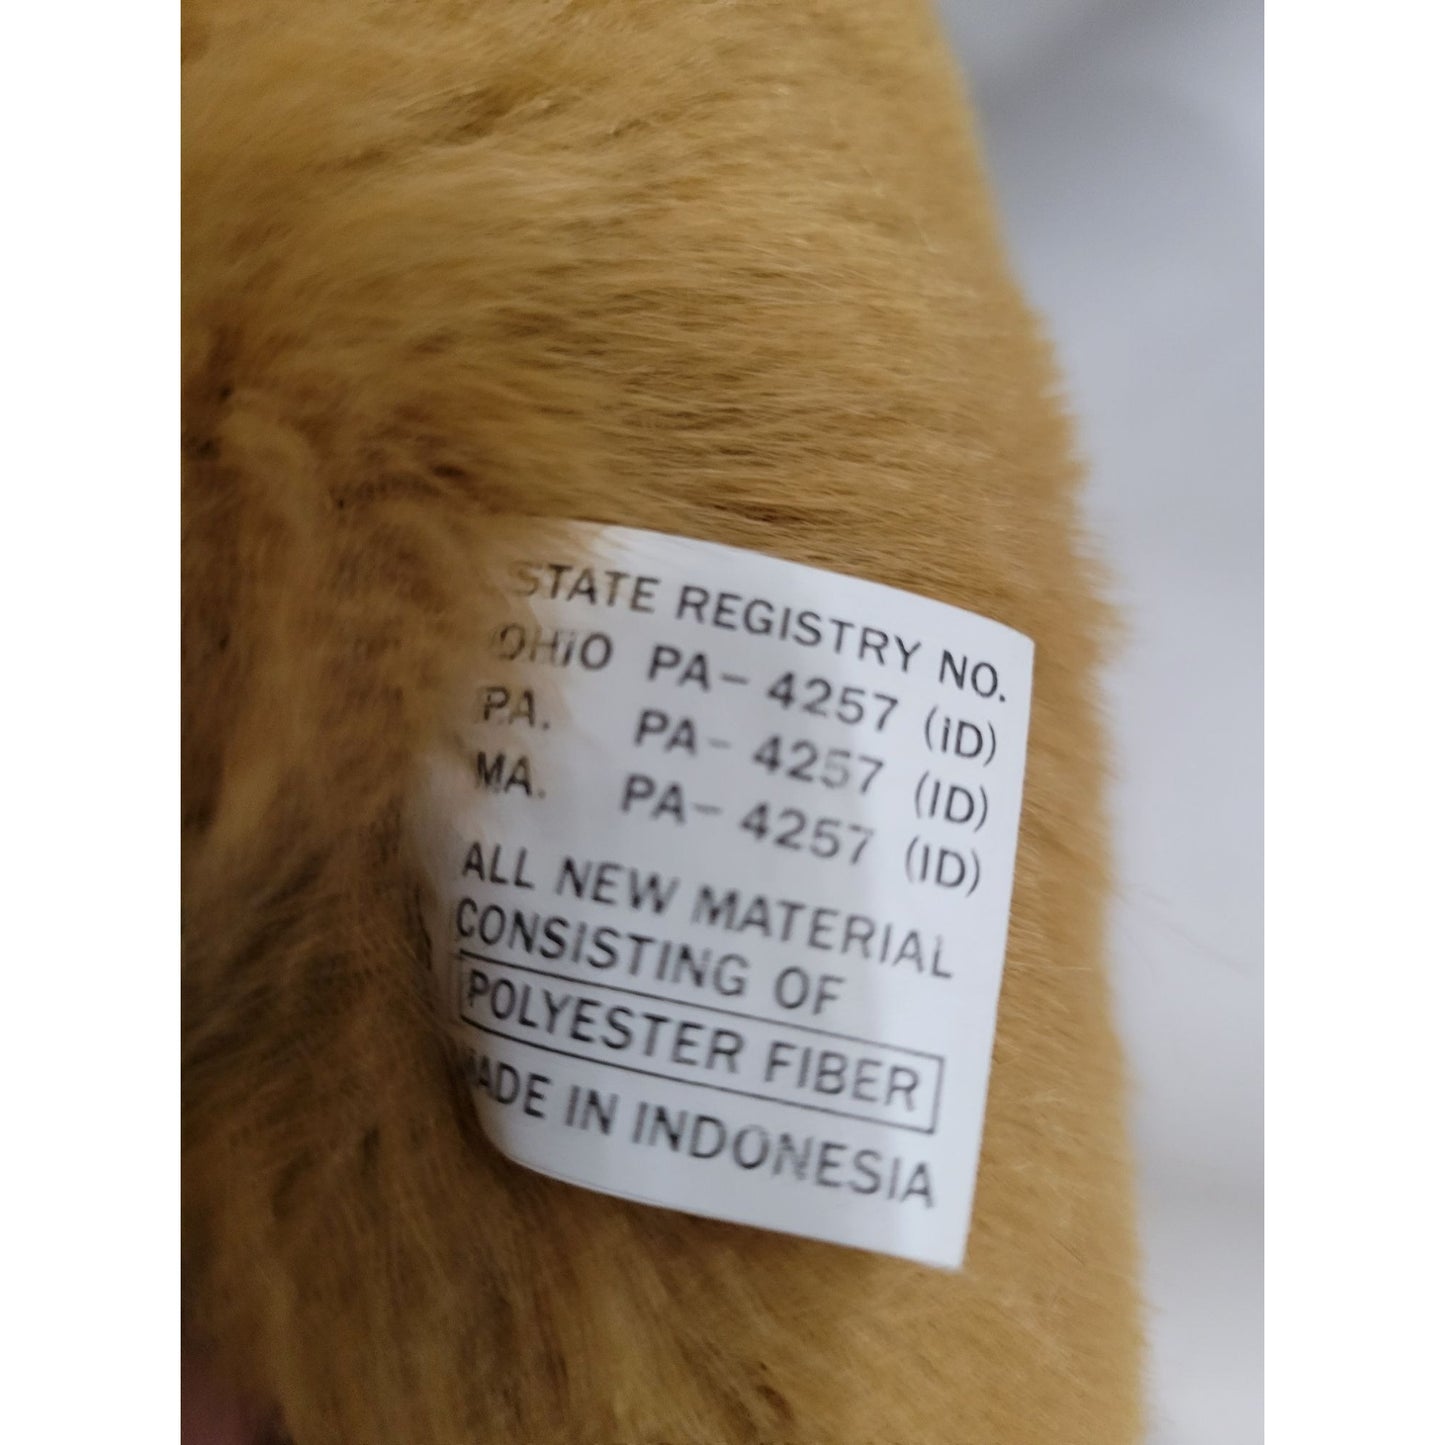 STATE REGISTRY NO.
OHiO PA-4257 (iD)
PA. PA-4257 (ID)
MA. PA-4257 (ID)
ALL NEW MATERIAL
CONSISTING OF
POLYESTER FIBER
MADE IN INDONESIA